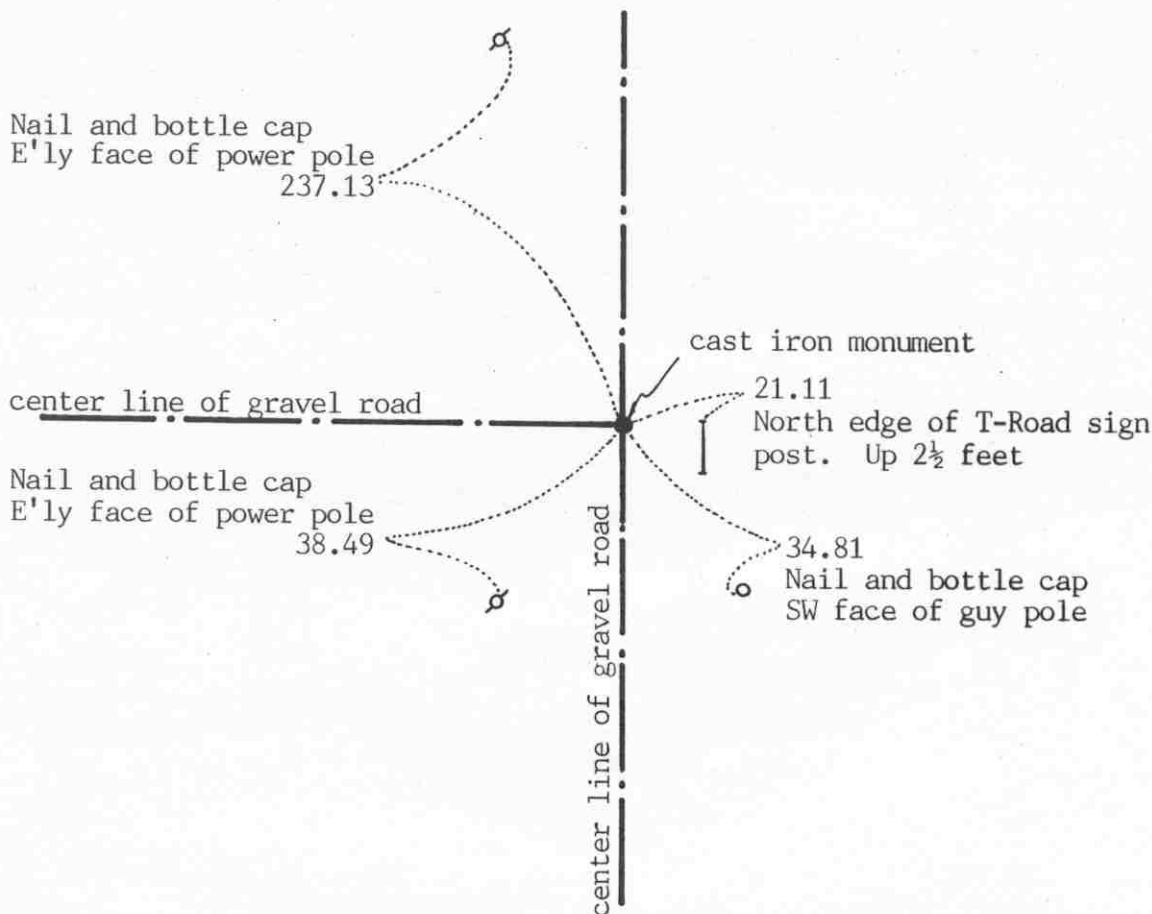 Nail and bottle cap
E'ly face of power pole
237.13
cast iron monument
center line of gravel road
21.11
North edge of T-Road sign
post. Up 2½ feet
Nail and bottle cap
E'ly face of power pole
38.49
34.81
Nail and bottle cap
SW face of guy pole
center line of gravel road